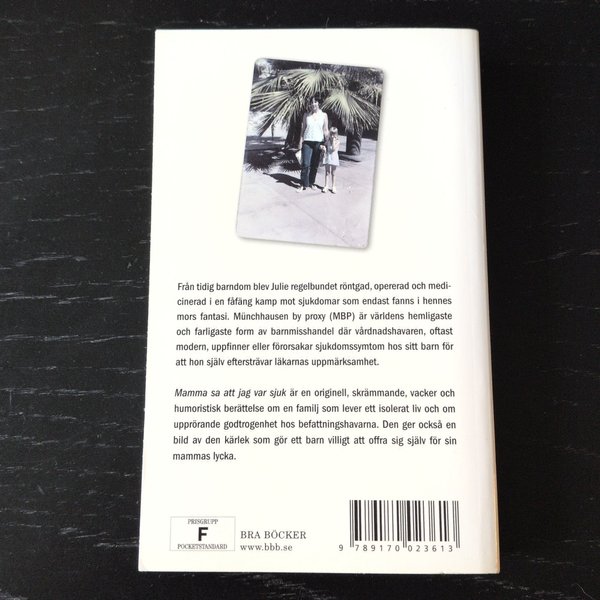 Från tidig barndom blev Julie regelbundet röntgad, opererad och medi-
cinerad i en fåfäng kamp mot sjukdomar som endast fanns i hennes
mors fantasi. Münchhausen by proxy (MBP) är världens hemligaste
och farligaste form av barnmisshandel där vårdnadshavaren, oftast
modern, uppfinner eller förorsakar sjukdomssymtom hos sitt barn för
att hon själv eftersträvar läkarnas uppmärksamhet.
Mamma sa att jag var sjuk är en originell, skrämmande, vacker och
humoristisk berättelse om en familj som lever ett isolerat liv och om
upprörande godtrogenhet hos befattningshavarna. Den ger också en
bild av den kärlek som gör ett barn villigt att offra sig själv för sin
mammas lycka.
PRISGRUPP
F
POCKETSTANDARD
BRA BÖCKER
www.bbb.se
9 789170 023613